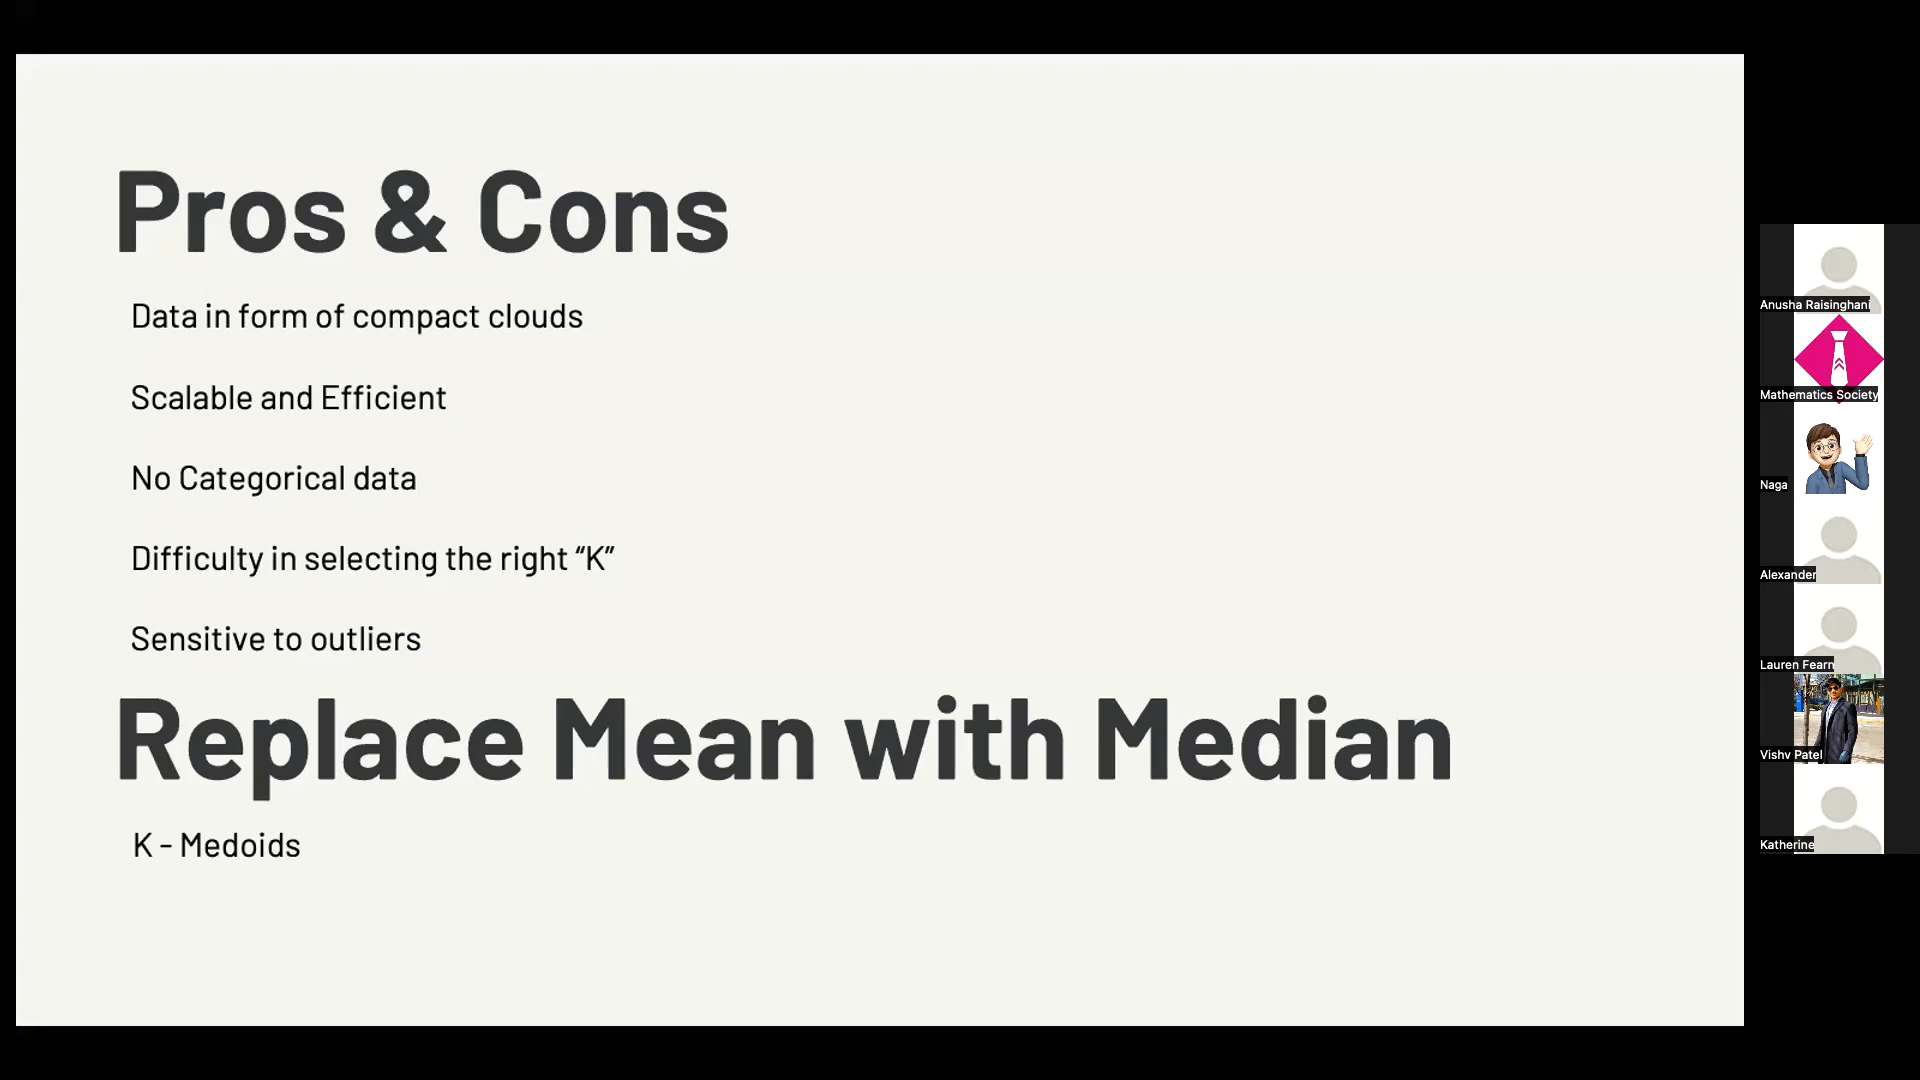 Pros & Cons
Data in form of compact clouds
Scalable and Efficient
No Categorical data
Difficulty in selecting the right “K”
Sensitive to outliers
Replace Mean with Median
K - Medoids
Anusha Raisinghani
Mathematics Society
Naga
Alexander
Lauren Fearn
Vishv Patel
Katherine